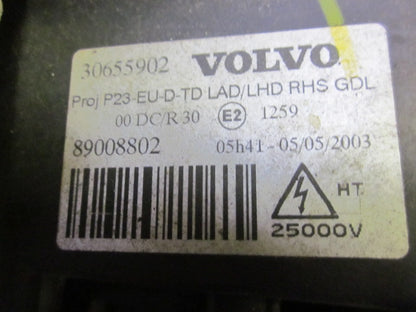 30655902 VOLVO
Proj P23-EU-D-TD LAD/LHD RHS GDL
00 DC/R 30 E2 1259
89008802 05h41 - 05/05/2003
HT
25000V